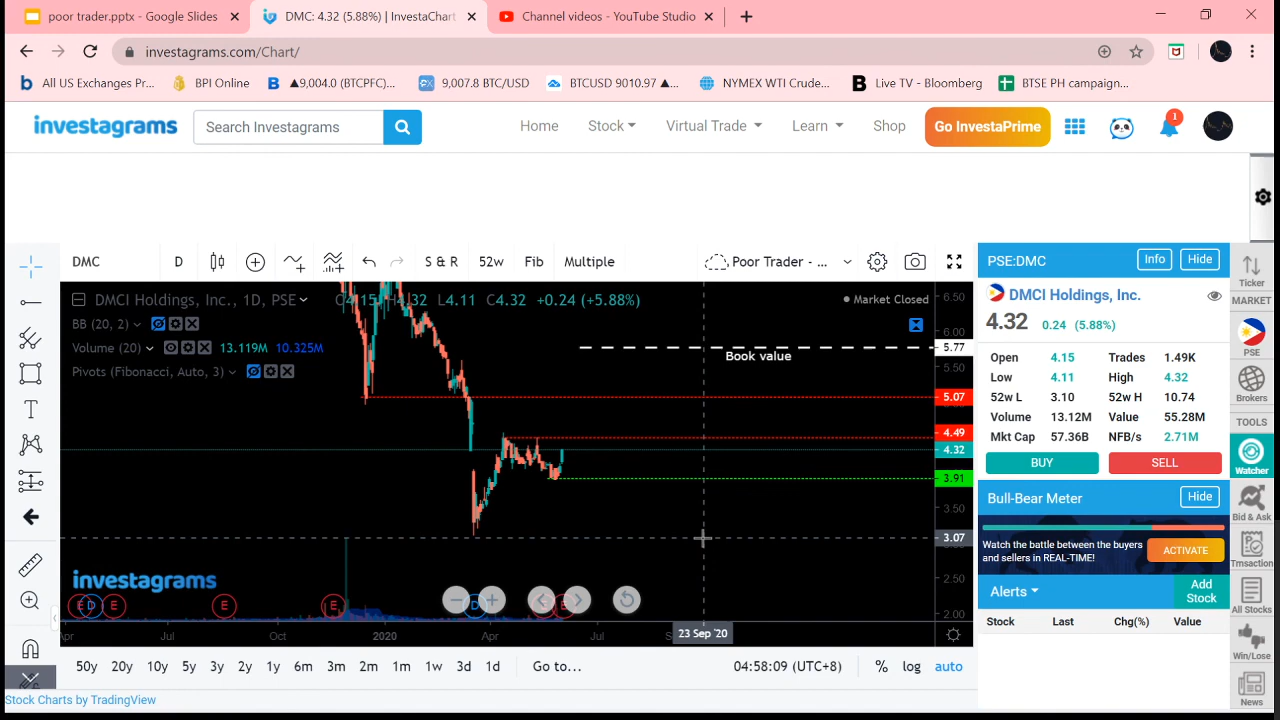 poor trader.pptx - Google Slides
DMC: 4.32 (5.88%) | InvestaChart
Channel videos - YouTube Studio
investagrams.com/Chart/
All US Exchanges Pr...
BPI Online
▲9,004.0 (BTCPFC)...
9,007.8 BTC/USD
BTCUSD 9010.97 ▲...
NYMEX WTI Crude...
Live TV - Bloomberg
BTSE PH campaign...
investagrams
Search Investagrams
Home
Stock
Virtual Trade
Learn
Shop
Go InvestaPrime
1
DMC
D
S & R
52w
Fib
Multiple
Poor Trader - ...
DMCI Holdings, Inc., 1D, PSE
O4.15 H4.32 L4.11 C4.32 +0.24 (+5.88%)
Market Closed
BB (20, 2)
Volume (20)
13.119M 10.325M
Pivots (Fibonacci, Auto, 3)
Book value
6.50
6.00
5.77
5.50
5.07
4.49
4.32
3.91
3.50
3.07
2.50
2.00
investagrams
E
D
E
E
E
D
E
Apr
Jul
Oct
2020
Apr
Jul
23 Sep '20
50y
20y
10y
5y
3y
2y
1y
6m
3m
2m
1m
1w
3d
1d
Go to...
04:58:09 (UTC+8)
%
log
auto
Stock Charts by TradingView
PSE:DMC
Info
Hide
DMCI Holdings, Inc.
4.32 0.24 (5.88%)
Open 4.15 Trades 1.49K
Low 4.11 High 4.32
52w L 3.10 52w H 10.74
Volume 13.12M Value 55.28M
Mkt Cap 57.36B NFB/s 2.71M
BUY
SELL
Bull-Bear Meter
Hide
Watch the battle between the buyers
and sellers in REAL-TIME!
ACTIVATE
Alerts
Add
Stock
Stock Last Chg(%) Value
Ticker
MARKET
PSE
Brokers
TOOLS
Watcher
Bid & Ask
Trnsaction
All Stocks
Win/Lose
News